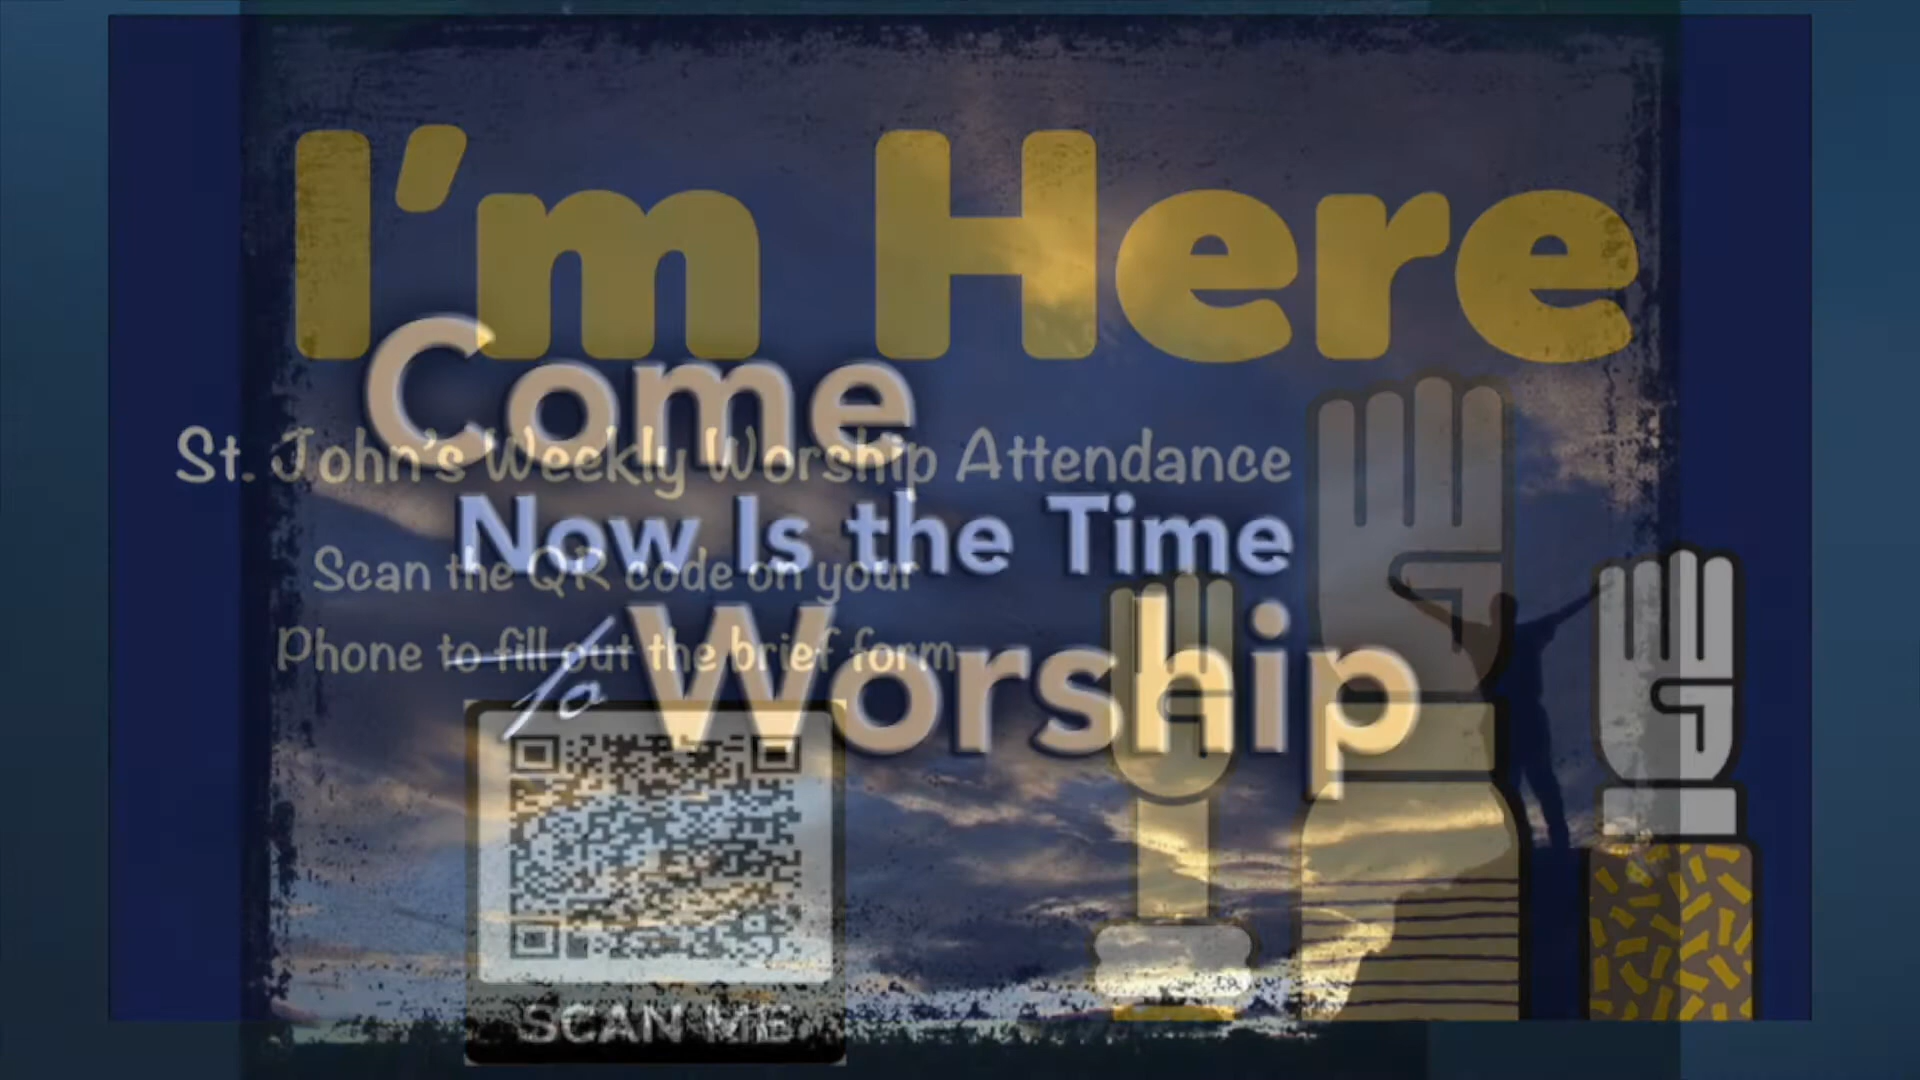 I'm Here
Come
St. John's Weekly Worship Attendance
Now Is the Time
Scan the QR code on your
to Worship
Phone to fill out the brief form
SCAN ME